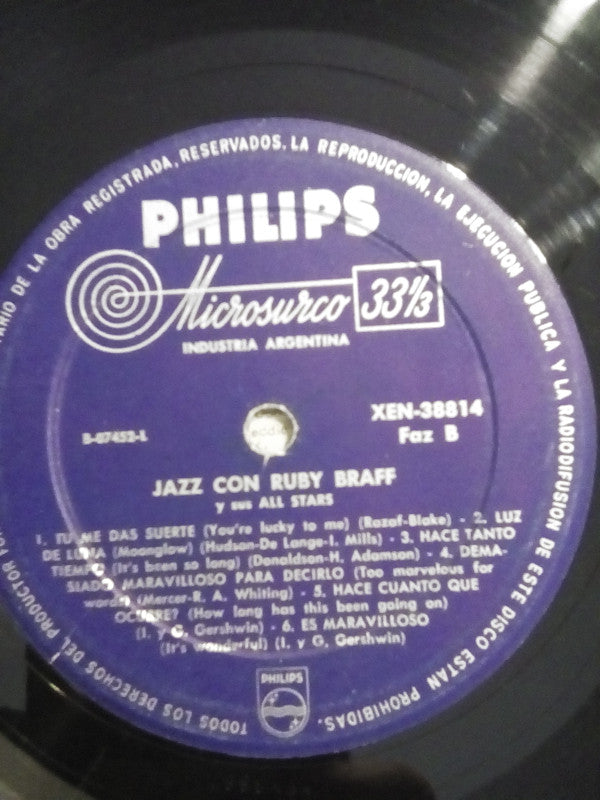 TARIO DE LA OBRA REGISTRADA, RESERVADOS. LA REPRODUCCION, LA EJECUCION PUBLICA Y LA RADIODIFUSION DE ESTE DISCO ESTAN PROHIBIDAS.
PHILIPS
Microsurco 33 1/3
INDUSTRIA ARGENTINA
XEN-38814
B-07452-L
Faz B
JAZZ CON RUBY BRAFF
y sus ALL STARS
1. TU ME DAS SUERTE (You're lucky to me) (Razaf-Blake) - 2. LUZ
DE LUNA (Moonglow) (Hudson-De Lange-I. Mills) - 3. HACE TANTO
TIEMPO (It's been so long) (Donaldson-H. Adamson) - 4. DEMA-
SIADO MARAVILLOSO PARA DECIRLO (Too marvelous for
words) (Mercer-R. A. Whiting) - 5. HACE CUANTO QUE
OCURRE? (How long has this been going on)
(I. y G. Gershwin) - 6. ES MARAVILLOSO
(It's wonderful) (I. y G. Gershwin)
PHILIPS
TODOS LOS DERECHOS DEL PRODUCTOR